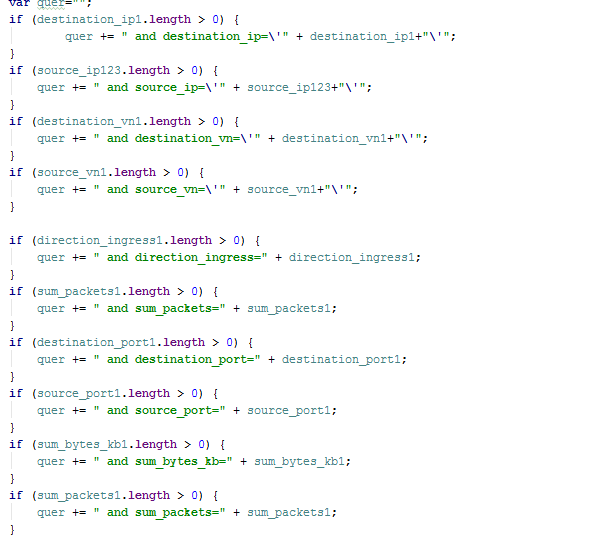 var quer="";
if (destination_ip1.length > 0) {
quer += " and destination_ip=\'" + destination_ip1+"\'";
}
if (source_ip123.length > 0) {
quer += " and source_ip=\'" + source_ip123+"\'";
}
if (destination_vn1.length > 0) {
quer += " and destination_vn=\'" + destination_vn1+"\'";
}
if (source_vn1.length > 0) {
quer += " and source_vn=\'" + source_vn1+"\'";
}
if (direction_ingress1.length > 0) {
quer += " and direction_ingress=" + direction_ingress1;
}
if (sum_packets1.length > 0) {
quer += " and sum_packets=" + sum_packets1;
}
if (destination_port1.length > 0) {
quer += " and destination_port=" + destination_port1;
}
if (source_port1.length > 0) {
quer += " and source_port=" + source_port1;
}
if (sum_bytes_kb1.length > 0) {
quer += " and sum_bytes_kb=" + sum_bytes_kb1;
}
if (sum_packets1.length > 0) {
quer += " and sum_packets=" + sum_packets1;
}